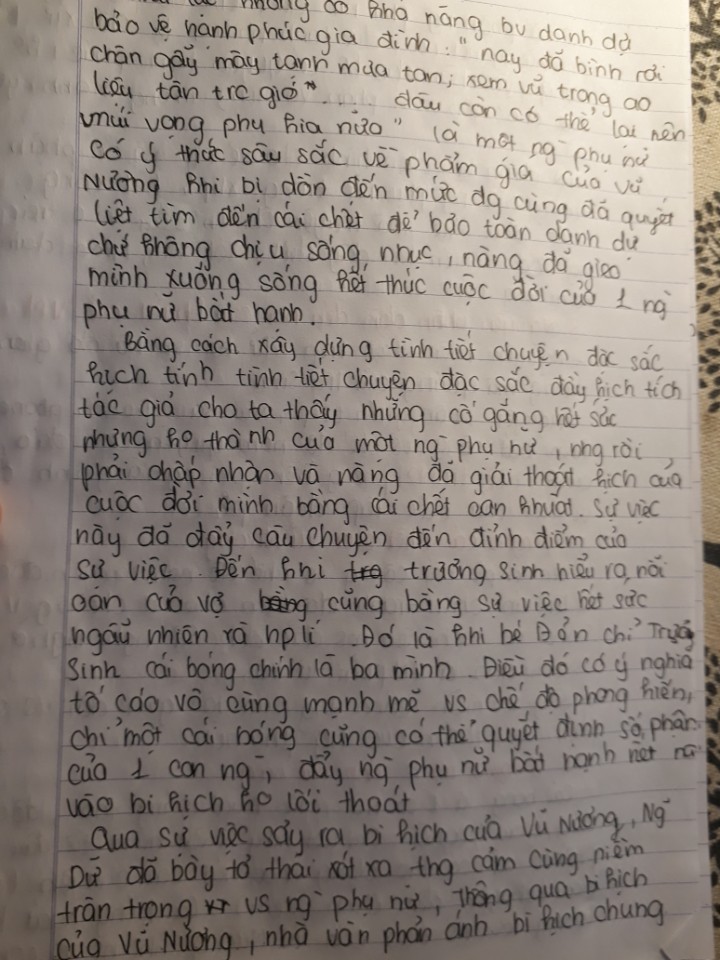 không có khả năng bv danh dự
bảo vệ hành phúc gia đình : " nay đã bình rơi
chân gãy mây tạnh mưa tan; sem vũ trong ao
liễu tàn trc gió" ... đâu còn có thể lại nên
núi vọng phu kia nữa" là một ng phụ nữ
có ý thức sâu sắc về phẩm gia của vũ
Nương khi bị dồn đến mức đg cùng đã quyết
liệt tìm đến cái chết để bảo toàn danh dự
chứ không chịu sống nhục, nàng đã gieo
mình xuống sông kết thúc cuộc đời của 1 ng
phụ nữ bất hạnh.
Bằng cách xây dựng tình tiết chuyện đặc sắc
kịch tính tình tiết chuyện đặc sắc đầy kịch tích
tác giả cho ta thấy những cố gắng hết sức
nhưng ko thành của một ng phụ nữ, nhg rồi
phải chấp nhận và nàng đã giải thoát kịch của
cuộc đời mình bằng cái chết oan khuất. Sự việc
này đã đẩy câu chuyện đến đỉnh điểm của
sự việc. Đến khi trg trương sinh hiểu ra, nỗi
oan của vợ bằng cũng bằng sự việc hết sức
ngẫu nhiên và hpli. Đó là khi bé Đản chỉ Trương
Sinh cái bóng chính là ba mình. Điều đó có ý nghĩa
tố cáo vô cùng mạnh mẽ vs chế độ phong kiến,
chỉ một cái bóng cũng có thể quyết định số phận
của 1 con ng, đẩy ng phụ nữ bất hạnh
vào bi kịch ko lối thoát
Qua sự việc sảy ra bi kịch của Vũ Nương, Ng
Dữ đã bày tỏ thái xót xa thg cảm cùng niềm
trân trọng vs ng phụ nữ, Thông qua bi kịch
của Vũ Nương, nhà văn phản ánh bi kịch chung